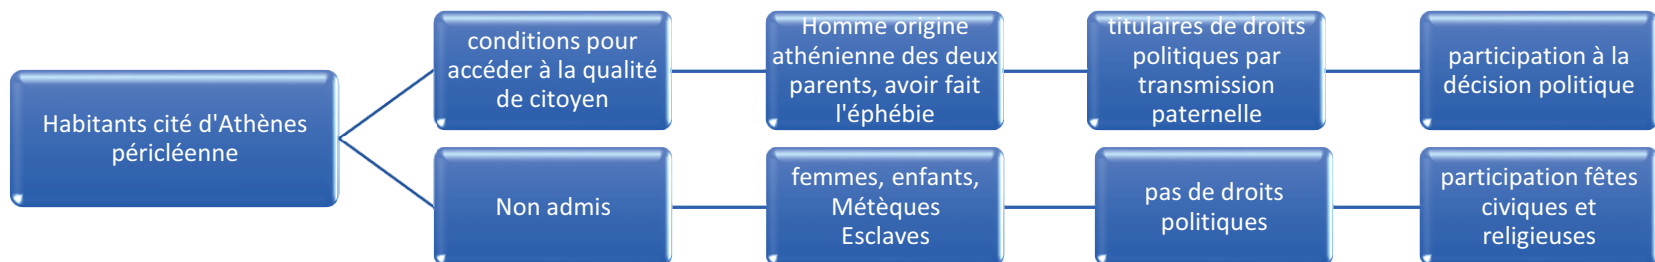 Habitants cité d'Athènes
péricléenne
conditions pour
accéder à la qualité
de citoyen
Homme origine
athénienne des deux
parents, avoir fait
l'éphébie
titulaires de droits
politiques par
transmission
paternelle
participation à la
décision politique
Non admis
femmes, enfants,
Métèques
Esclaves
pas de droits
politiques
participation fêtes
civiques et
religieuses